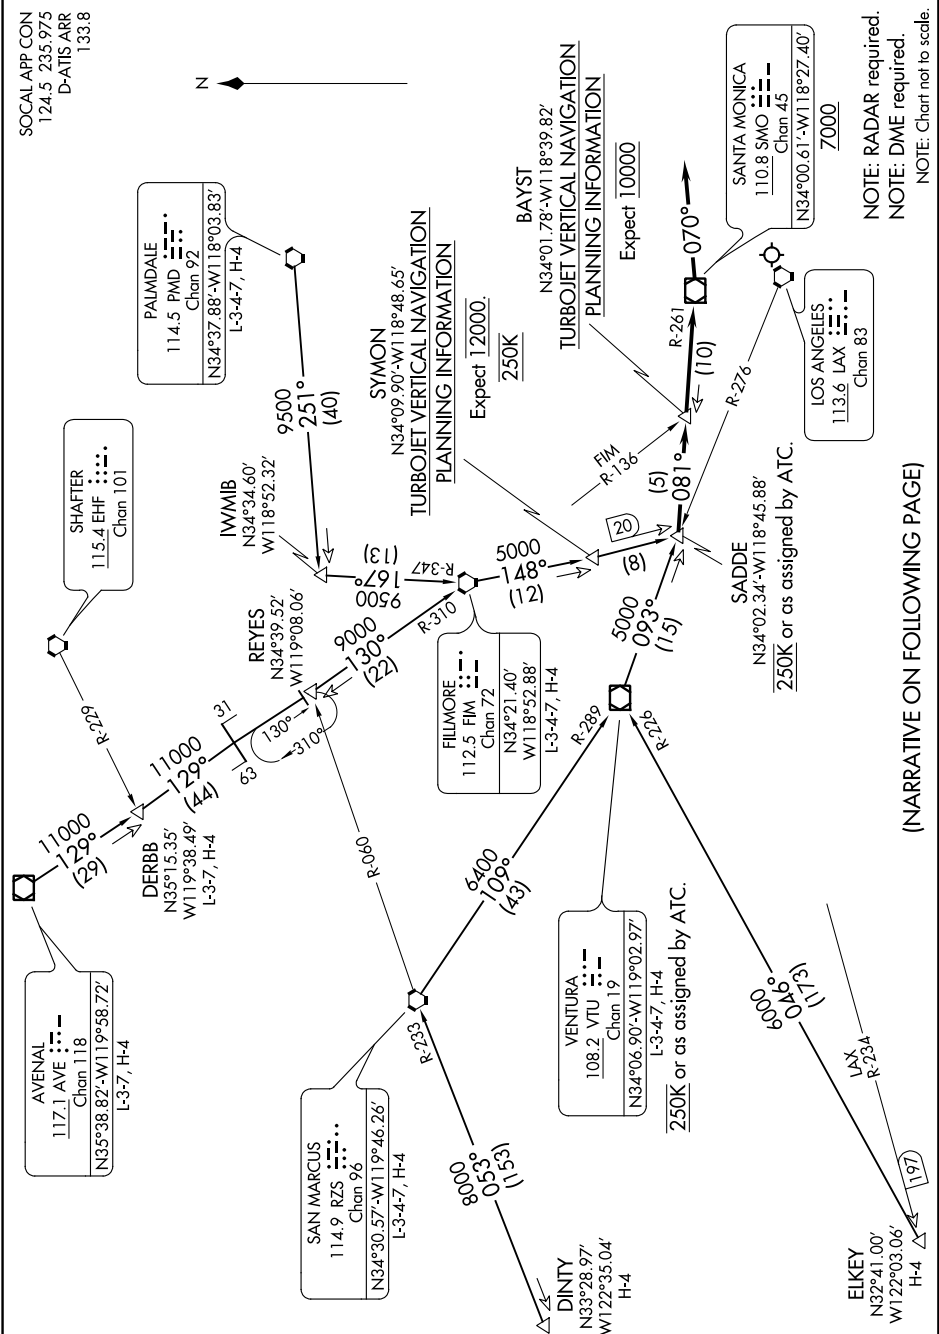 SOCAL APP CON
124.5 235.975
D-ATIS ARR
133.8
N
AVENAL
117.1 AVE
Chan 118
N35°38.82'-W119°58.72'
L-3-7, H-4
11000
129°
(29)
DERBB
N35°15.35'
W119°38.49'
L-3-7, H-4
SHAFTER
115.4 EHF
Chan 101
R-229
11000
129°
(44)
31
63
130°
310°
REYES
N34°39.52'
W119°08.06'
PALMDALE
114.5 PMD
Chan 92
N34°37.88'-W118°03.83'
L-3-4-7, H-4
9500
251°
(40)
IWMIB
N34°34.60'
W118°52.32'
9500
167°
(13)
R-347
9000
130°
(22)
R-310
R-060
SAN MARCUS
114.9 RZS
Chan 96
N34°30.57'-W119°46.26'
L-3-4-7, H-4
R-233
8000
053°
(153)
DINTY
N33°28.97'
W122°35.04'
H-4
FILLMORE
112.5 FIM
Chan 72
N34°21.40'
W118°52.88'
L-3-4-7, H-4
5000
148°
(12)
SYMON
N34°09.90'-W118°48.65'
TURBOJET VERTICAL NAVIGATION
PLANNING INFORMATION
Expect 12000.
250K
20
(8)
6400
109°
(43)
R-289
R-226
VENTURA
108.2 VTU
Chan 19
N34°06.90'-W119°02.97'
L-3-4-7, H-4
250K or as assigned by ATC.
5000
093°
(15)
SADDE
N34°02.34'-W118°45.88'
250K or as assigned by ATC.
FIM
R-136
(5)
081°
BAYST
N34°01.78'-W118°39.82'
TURBOJET VERTICAL NAVIGATION
PLANNING INFORMATION
Expect 10000
R-261
(10)
070°
SANTA MONICA
110.8 SMO
Chan 45
N34°00.61'-W118°27.40'
7000
R-276
LOS ANGELES
113.6 LAX
Chan 83
6000
046°
(173)
LAX
R-234
197
ELKEY
N32°41.00'
W122°03.06'
H-4
NOTE: RADAR required.
NOTE: DME required.
NOTE: Chart not to scale.
(NARRATIVE ON FOLLOWING PAGE)